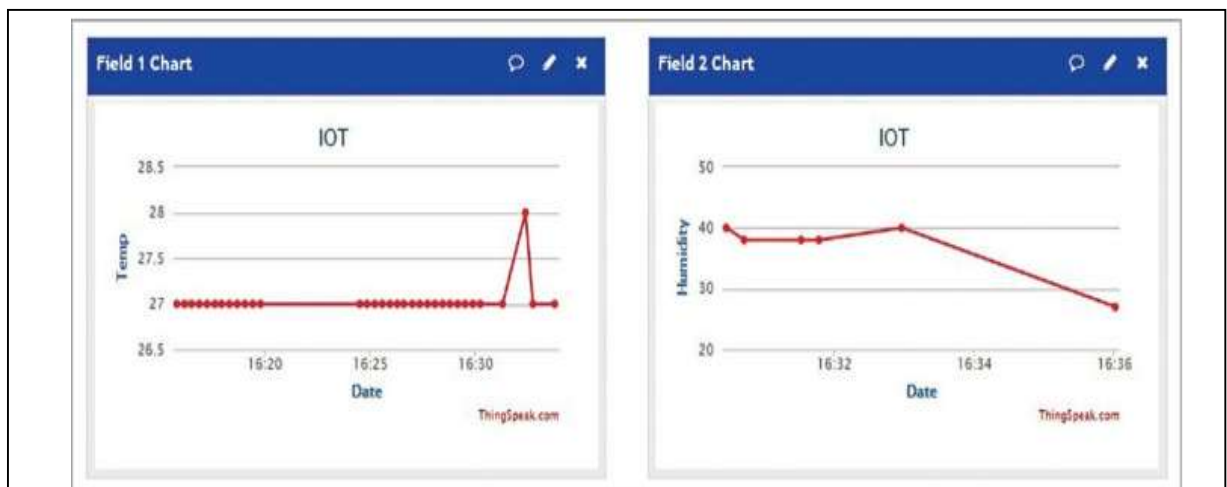 Field 1 Chart
IOT
28.5
28
27.5
27
26.5
Temp
16:20 16:25 16:30
Date
ThingSpeak.com
Field 2 Chart
IOT
50
40
30
20
Humidity
16:32 16:34 16:36
Date
ThingSpeak.com